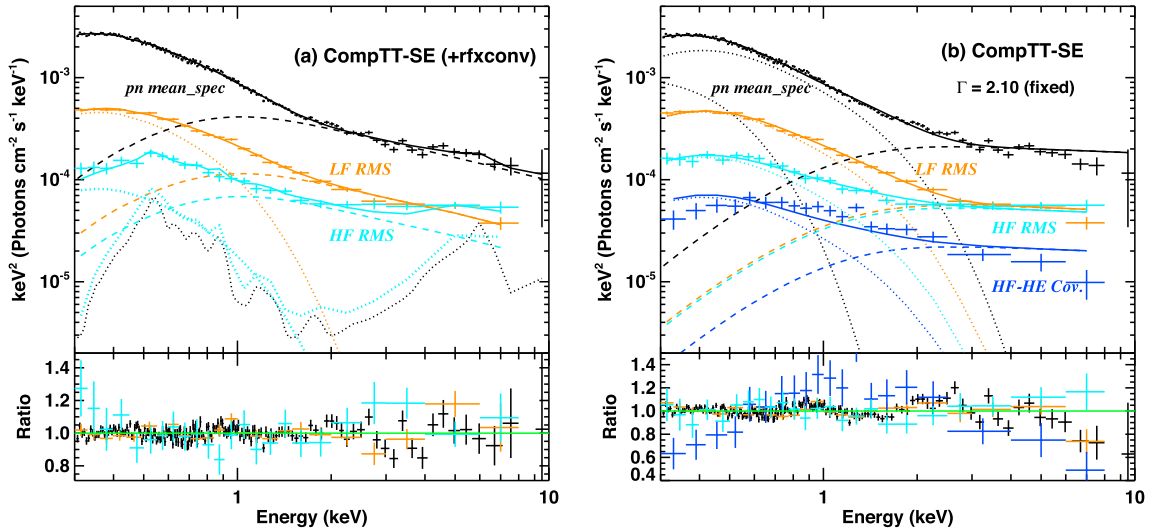 (a) CompTT-SE (+rfxconv)
pn mean_spec
LF RMS
HF RMS
keV² (Photons cm⁻² s⁻¹ keV⁻¹)
10⁻³
10⁻⁴
10⁻⁵
Ratio
1.4
1.2
1.0
0.8
1
10
Energy (keV)
(b) CompTT-SE
pn mean_spec
Γ = 2.10 (fixed)
LF RMS
HF RMS
HF-HE Cov.
keV² (Photons cm⁻² s⁻¹ keV⁻¹)
10⁻³
10⁻⁴
10⁻⁵
Ratio
1.4
1.2
1.0
0.8
0.6
0.4
1
10
Energy (keV)